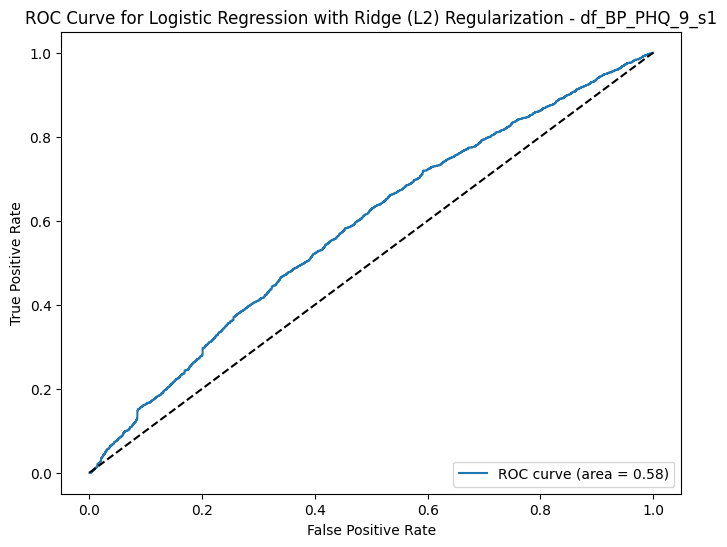 ROC Curve for Logistic Regression with Ridge (L2) Regularization - df_BP_PHQ_9_s1
1.0
0.8
0.6
0.4
0.2
0.0
True Positive Rate
ROC curve (area = 0.58)
0.0 0.2 0.4 0.6 0.8 1.0
False Positive Rate